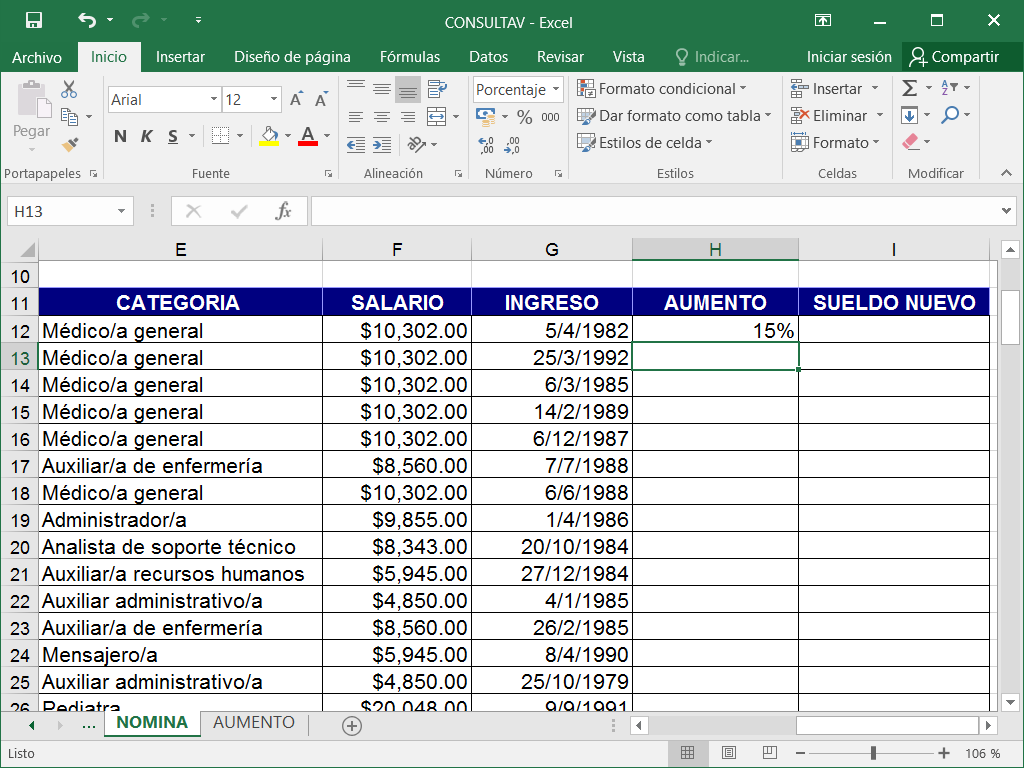 CONSULTAV - Excel
Archivo Inicio Insertar Diseño de página Fórmulas Datos Revisar Vista Indicar... Iniciar sesión Compartir
Pegar
Portapapeles
Arial 12
N K S A
Fuente
Alineación
Porcentaje
% 000
Número
Formato condicional
Dar formato como tabla
Estilos de celda
Estilos
Insertar
Eliminar
Formato
Celdas
Modificar
H13 fx
E F G H I
10
11 CATEGORIA SALARIO INGRESO AUMENTO SUELDO NUEVO
12 Médico/a general $10,302.00 5/4/1982 15%
13 Médico/a general $10,302.00 25/3/1992
14 Médico/a general $10,302.00 6/3/1985
15 Médico/a general $10,302.00 14/2/1989
16 Médico/a general $10,302.00 6/12/1987
17 Auxiliar/a de enfermería $8,560.00 7/7/1988
18 Médico/a general $10,302.00 6/6/1988
19 Administrador/a $9,855.00 1/4/1986
20 Analista de soporte técnico $8,343.00 20/10/1984
21 Auxiliar/a recursos humanos $5,945.00 27/12/1984
22 Auxiliar administrativo/a $4,850.00 4/1/1985
23 Auxiliar/a de enfermería $8,560.00 26/2/1985
24 Mensajero/a $5,945.00 8/4/1990
25 Auxiliar administrativo/a $4,850.00 25/10/1979
26 Pediatra $20,048.00 9/9/1991
... NOMINA AUMENTO
Listo 106 %